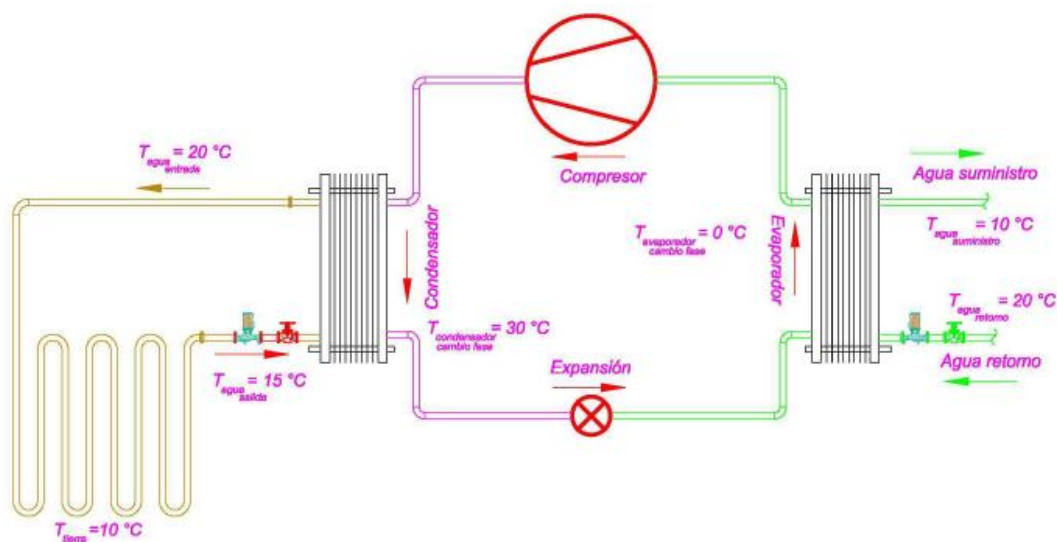 T agua entrada = 20 °C
Compresor
Agua suministro
T agua suministro = 10 °C
Condensador
T evaporador cambio fase = 0 °C
Evaporador
T agua retorno = 20 °C
T condensador cambio fase = 30 °C
Agua retorno
T agua salida = 15 °C
Expansión
T tierra =10 °C